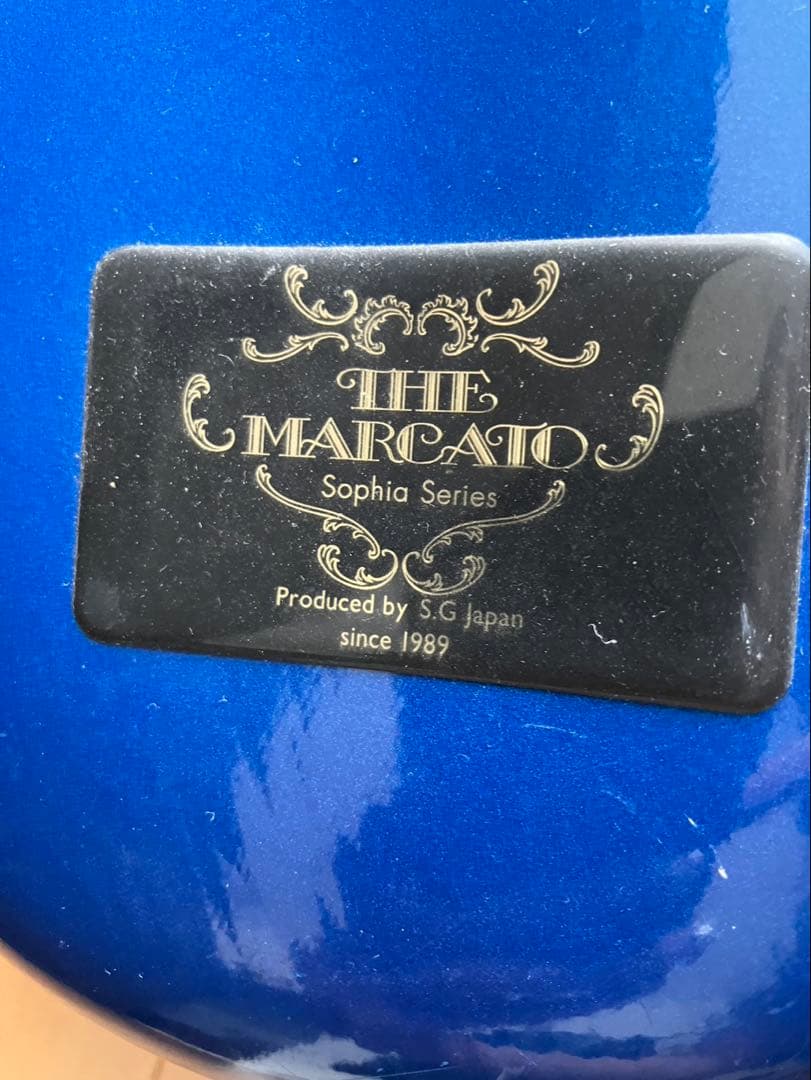 THE
MARCATO
Sophia Series
Produced by S.G Japan
since 1989